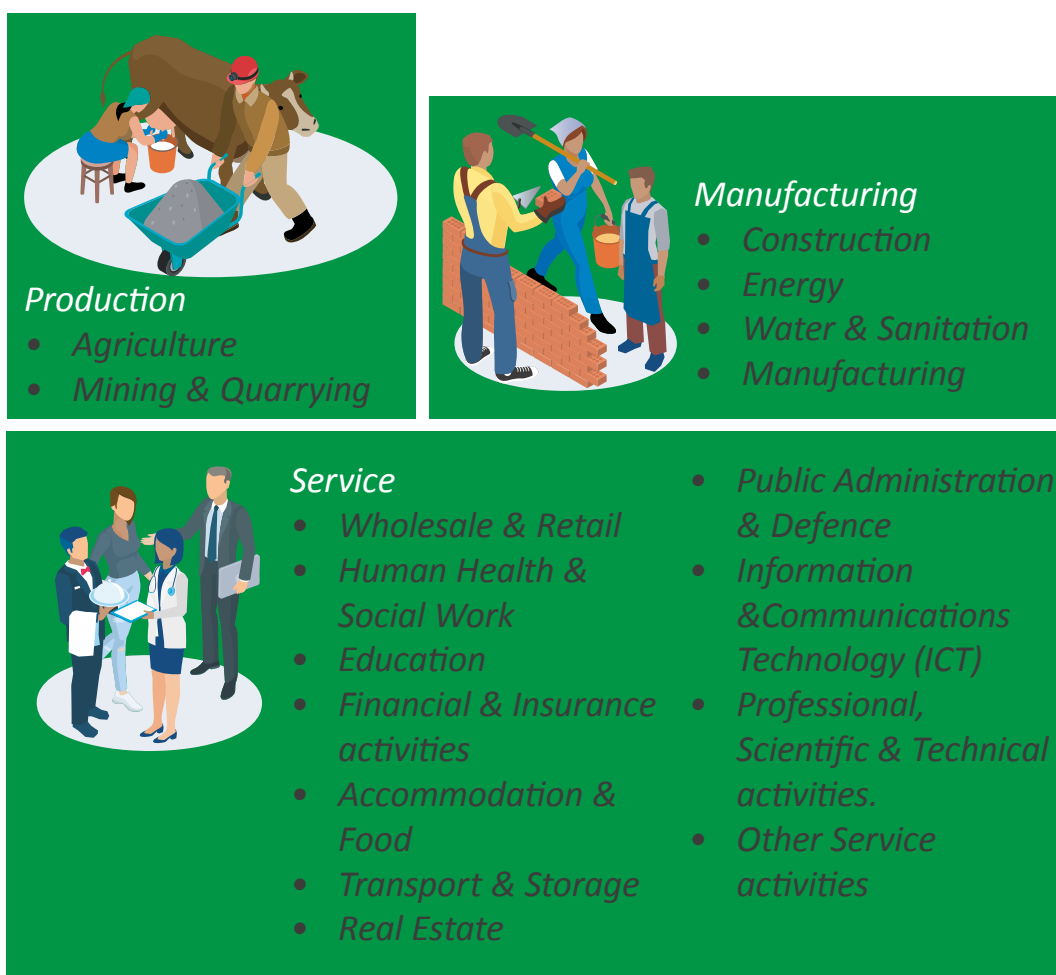 Production
• Agriculture
• Mining & Quarrying
Manufacturing
• Construction
• Energy
• Water & Sanitation
• Manufacturing
Service
• Wholesale & Retail
• Human Health &
Social Work
• Education
• Financial & Insurance
activities
• Accommodation &
Food
• Transport & Storage
• Real Estate
• Public Administration
& Defence
• Information
&Communications
Technology (ICT)
• Professional,
Scientific & Technical
activities.
• Other Service
activities